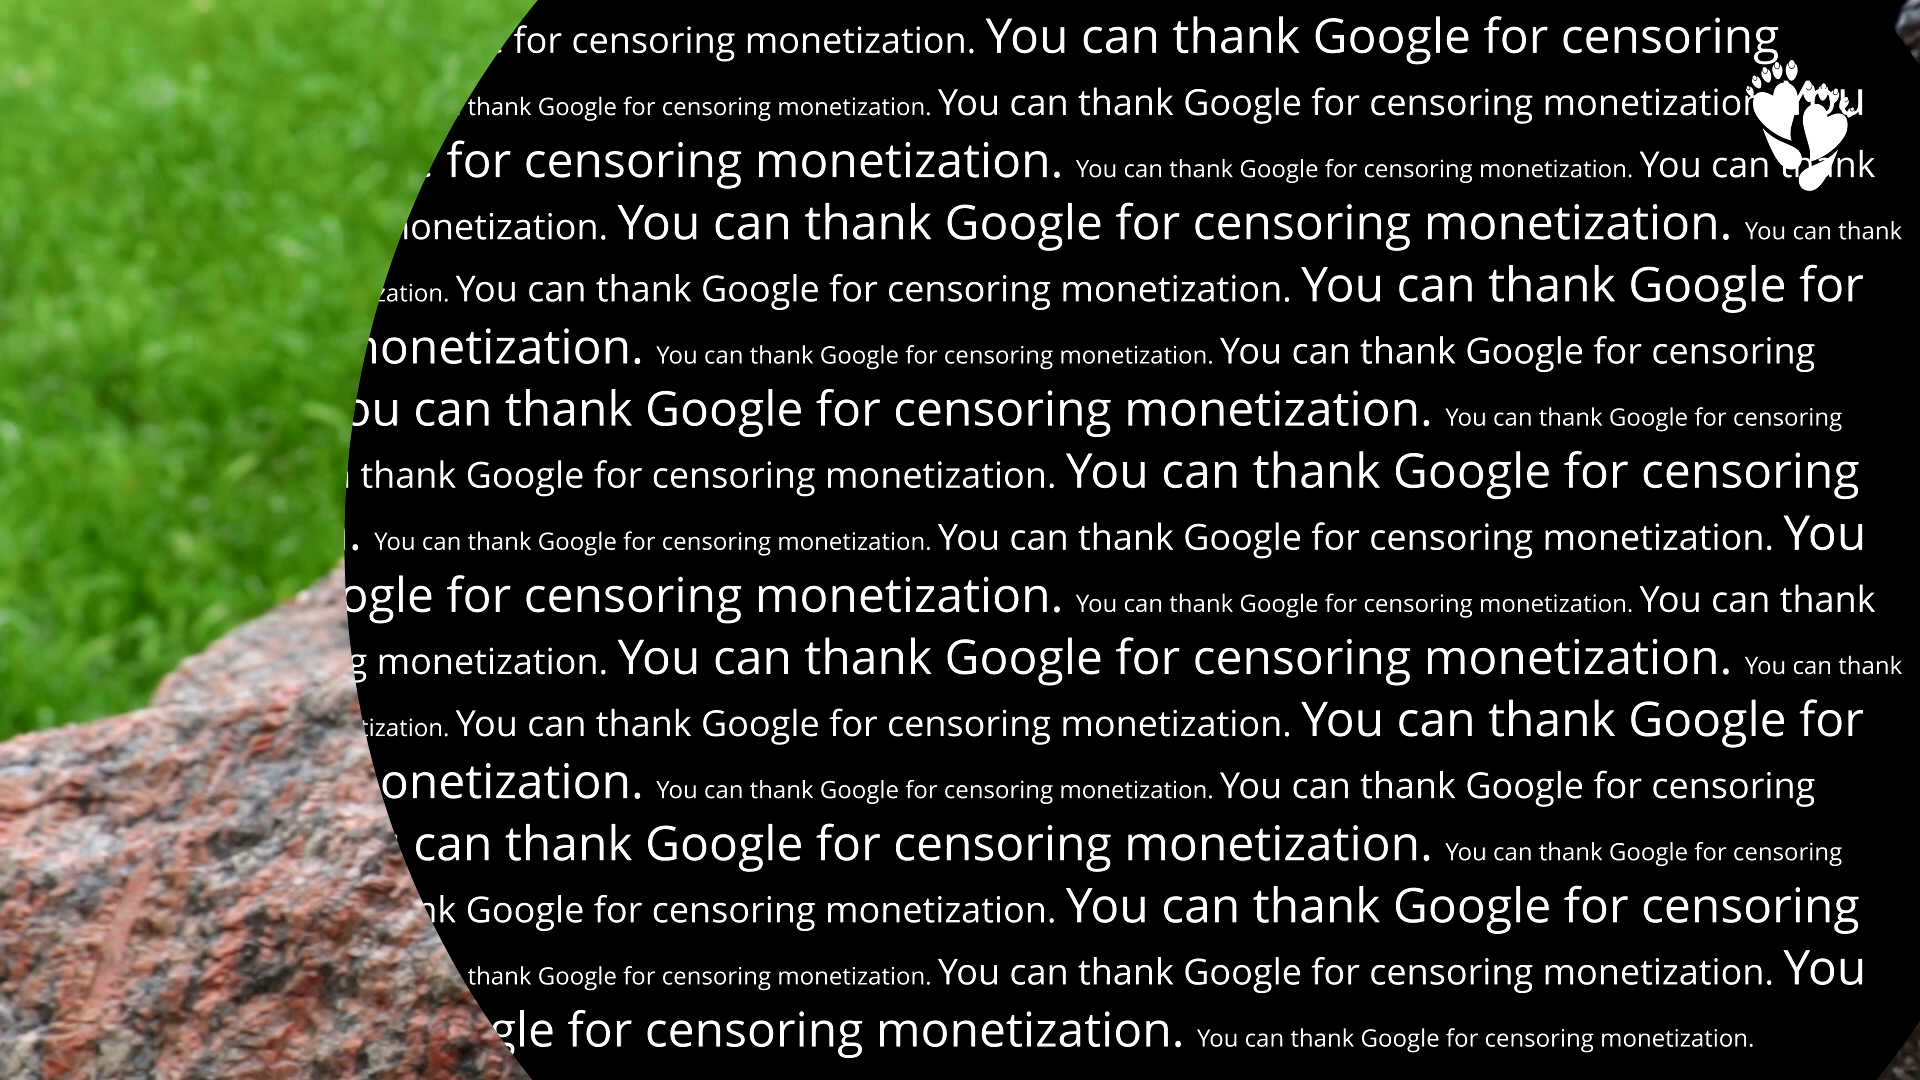 for censoring monetization. You can thank Google for censoring
thank Google for censoring monetization. You can thank Google for censoring monetization. You
for censoring monetization. You can thank Google for censoring monetization. You can thank
monetization. You can thank Google for censoring monetization. You can thank
You can thank Google for censoring monetization. You can thank Google for
monetization. You can thank Google for censoring monetization. You can thank Google for censoring
You can thank Google for censoring monetization. You can thank Google for censoring
thank Google for censoring monetization. You can thank Google for censoring
. You can thank Google for censoring monetization. You can thank Google for censoring monetization. You
ogle for censoring monetization. You can thank Google for censoring monetization. You can thank
g monetization. You can thank Google for censoring monetization. You can thank
tization. You can thank Google for censoring monetization. You can thank Google for
onetization. You can thank Google for censoring monetization. You can thank Google for censoring
can thank Google for censoring monetization. You can thank Google for censoring
nk Google for censoring monetization. You can thank Google for censoring
thank Google for censoring monetization. You can thank Google for censoring monetization. You
gle for censoring monetization. You can thank Google for censoring monetization.